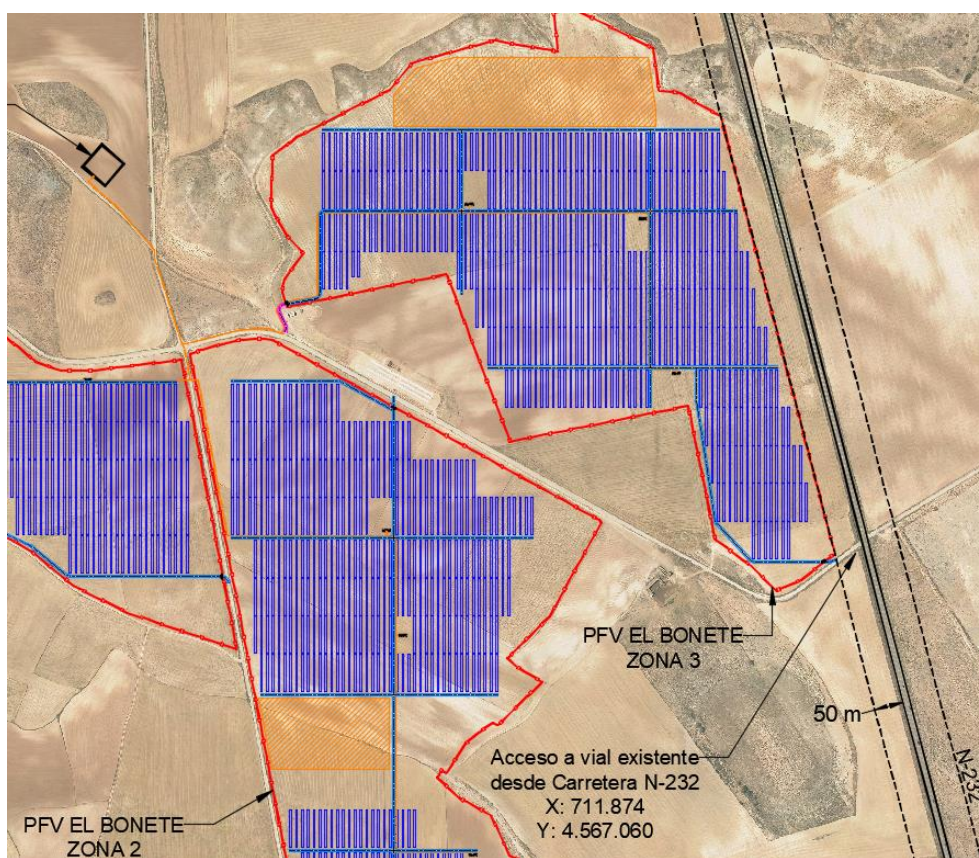 PFV EL BONETE
ZONA 3
50 m
Acceso a vial existente
desde Carretera N-232
X: 711.874
Y: 4.567.060
N-232
PFV EL BONETE
ZONA 2